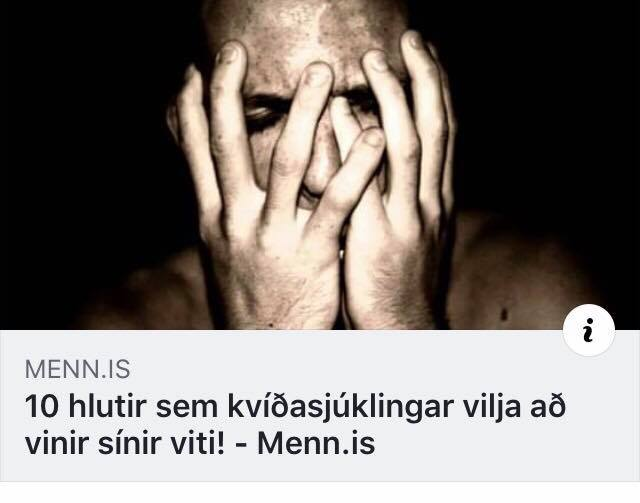 MENN.IS
10 hlutir sem kvíðasjúklingar vilja að
vinir sínir viti! - Menn.is